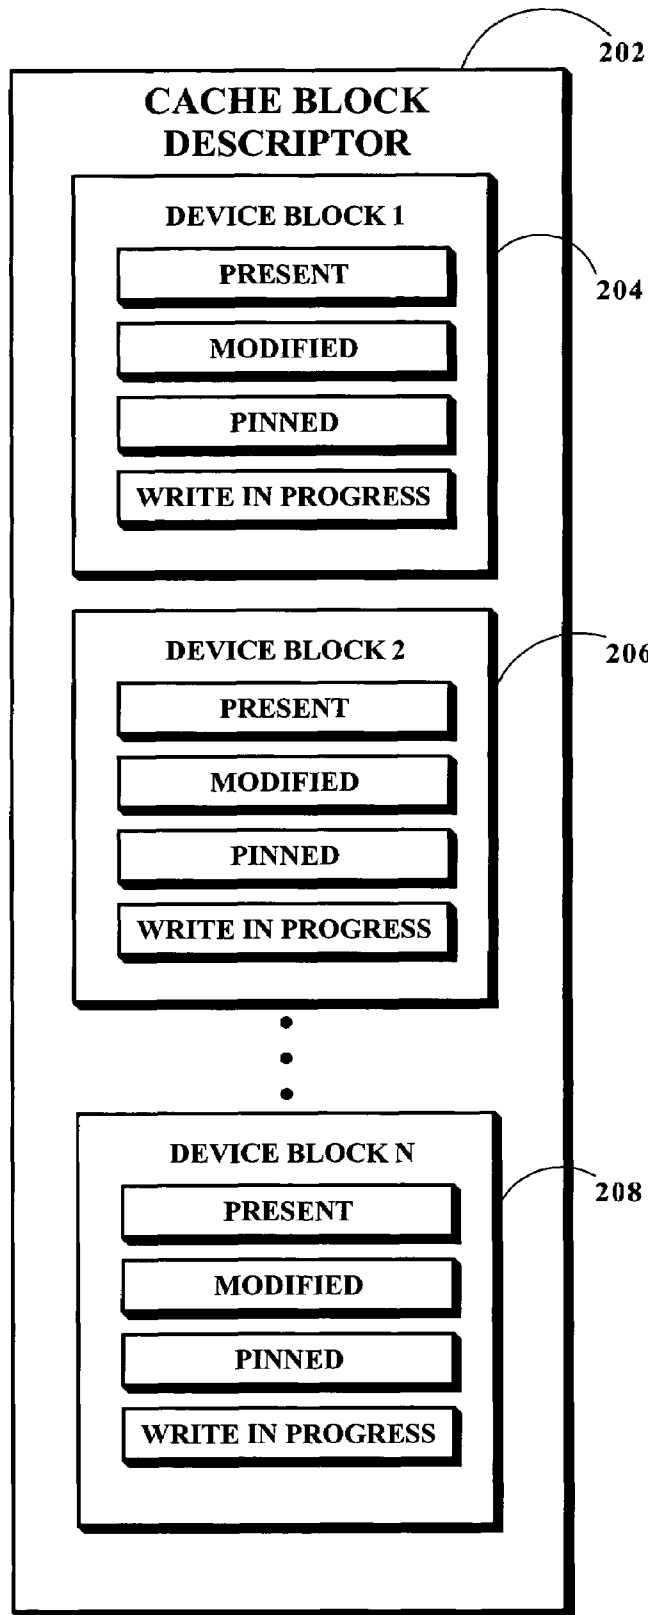 202
CACHE BLOCK
DESCRIPTOR
DEVICE BLOCK 1
204
PRESENT
MODIFIED
PINNED
WRITE IN PROGRESS
206
DEVICE BLOCK 2
PRESENT
MODIFIED
PINNED
WRITE IN PROGRESS
DEVICE BLOCK N
208
PRESENT
MODIFIED
PINNED
WRITE IN PROGRESS